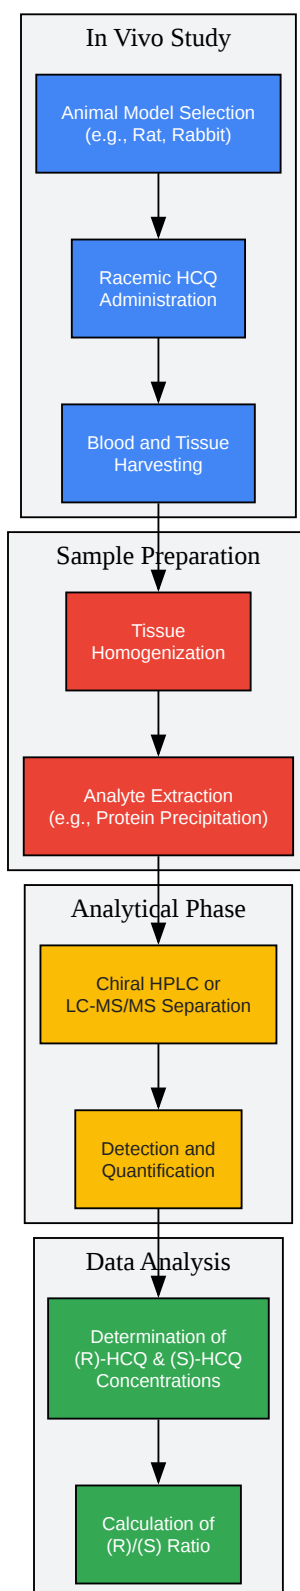 In Vivo Study
Animal Model Selection
(e.g., Rat, Rabbit)
Racemic HCQ
Administration
Blood and Tissue
Harvesting
Sample Preparation
Tissue
Homogenization
Analyte Extraction
(e.g., Protein Precipitation)
Analytical Phase
Chiral HPLC or
LC-MS/MS Separation
Detection and
Quantification
Data Analysis
Determination of
(R)-HCQ & (S)-HCQ
Concentrations
Calculation of
(R)/(S) Ratio